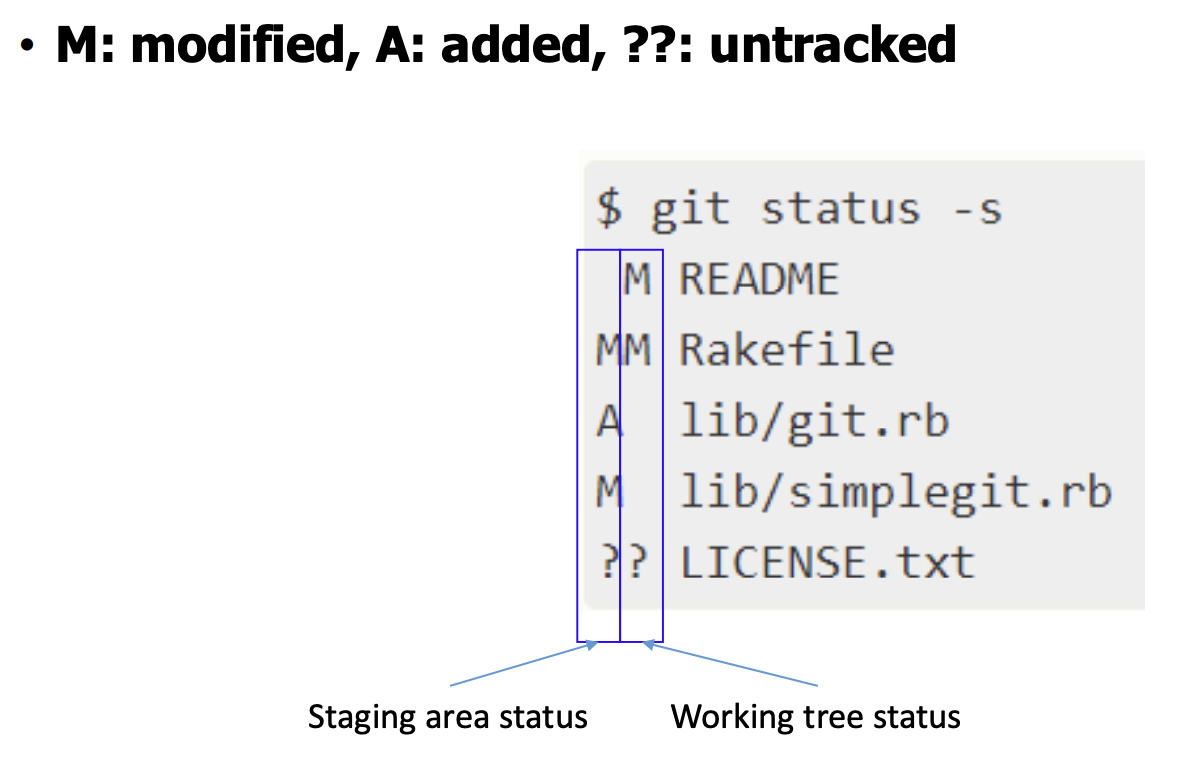 • M: modified, A: added, ??: untracked
$ git status -s
 M README
MM Rakefile
A  lib/git.rb
M  lib/simplegit.rb
?? LICENSE.txt
Staging area status
Working tree status